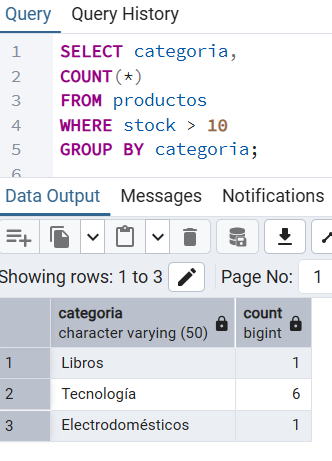 Query Query History
1 SELECT categoria,
2 COUNT(*)
3 FROM productos
4 WHERE stock > 10
5 GROUP BY categoria;
6
Data Output Messages Notifications
Showing rows: 1 to 3 Page No: 1
categoria count
character varying (50) bigint
1 Libros 1
2 Tecnología 6
3 Electrodomésticos 1